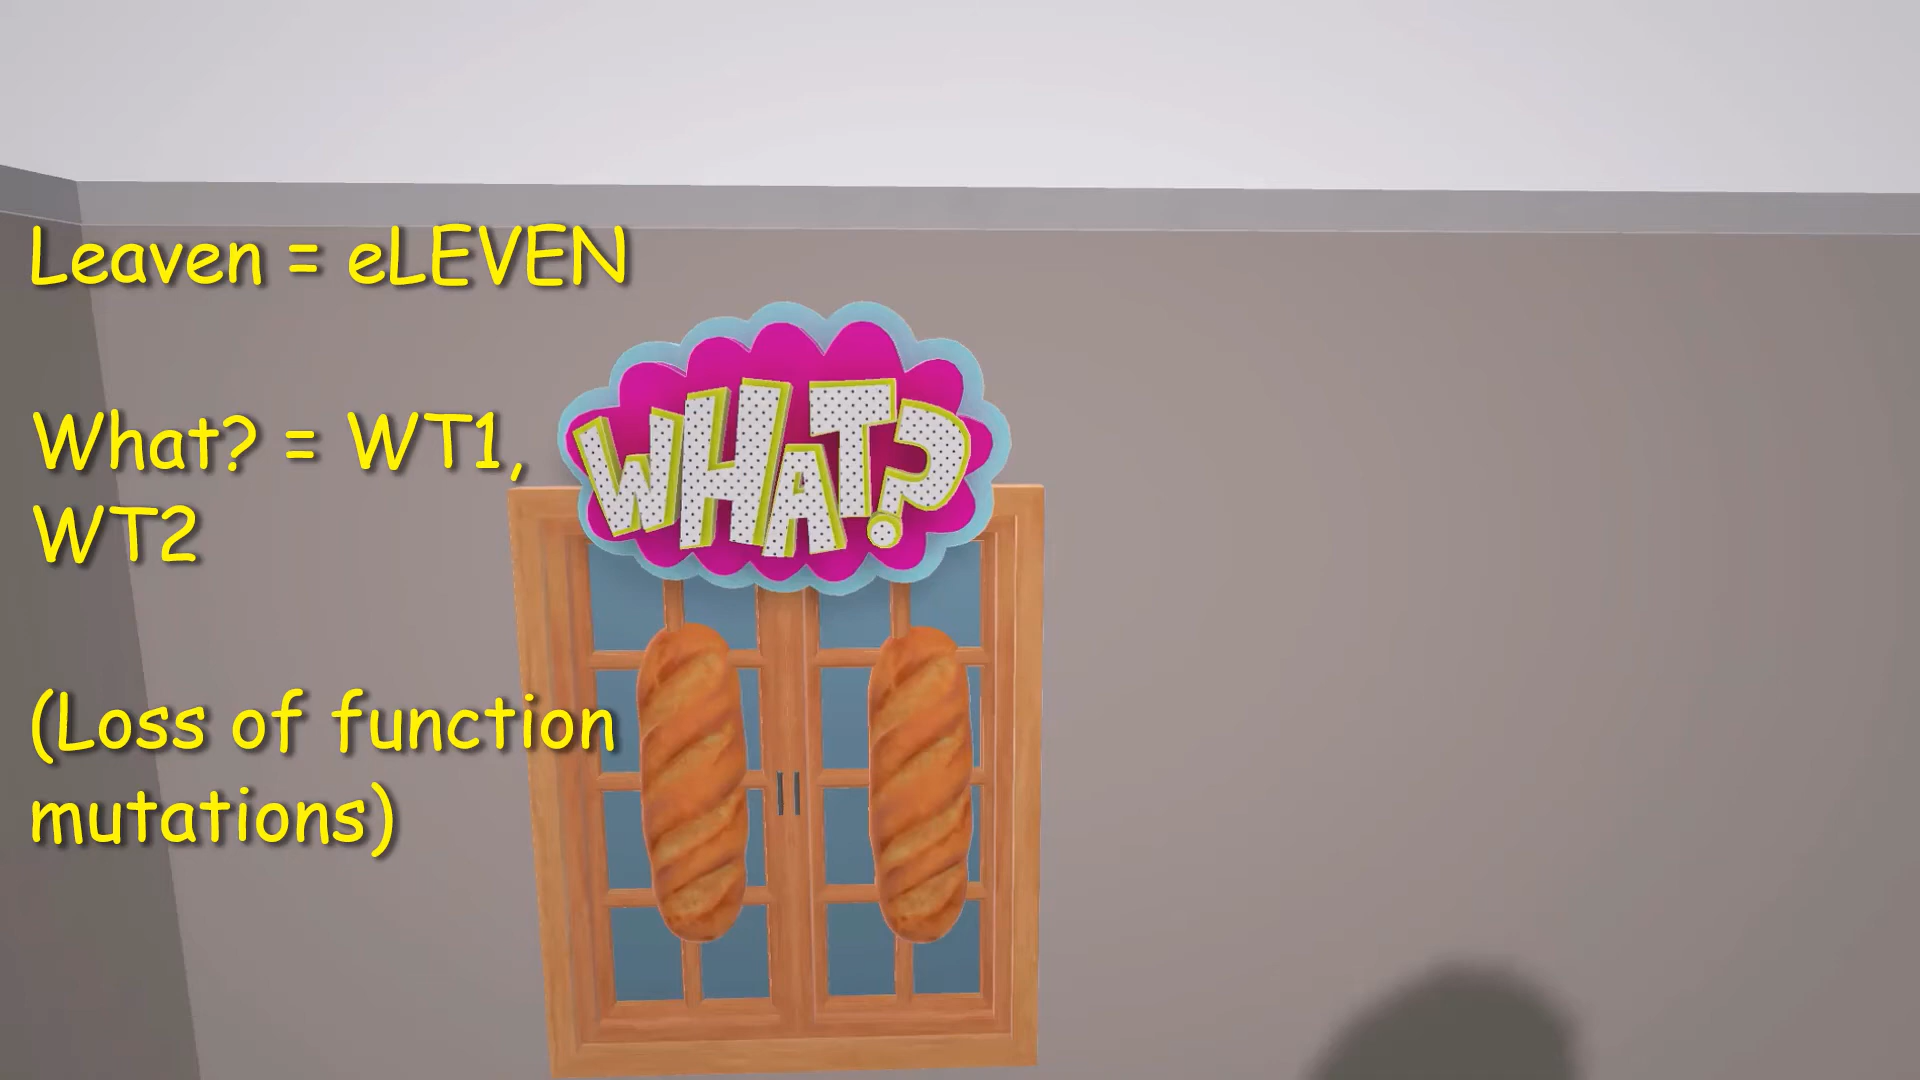 Leaven = eLEVEN
What? = WT1,
WT2
(Loss of function
mutations)
WHAT?